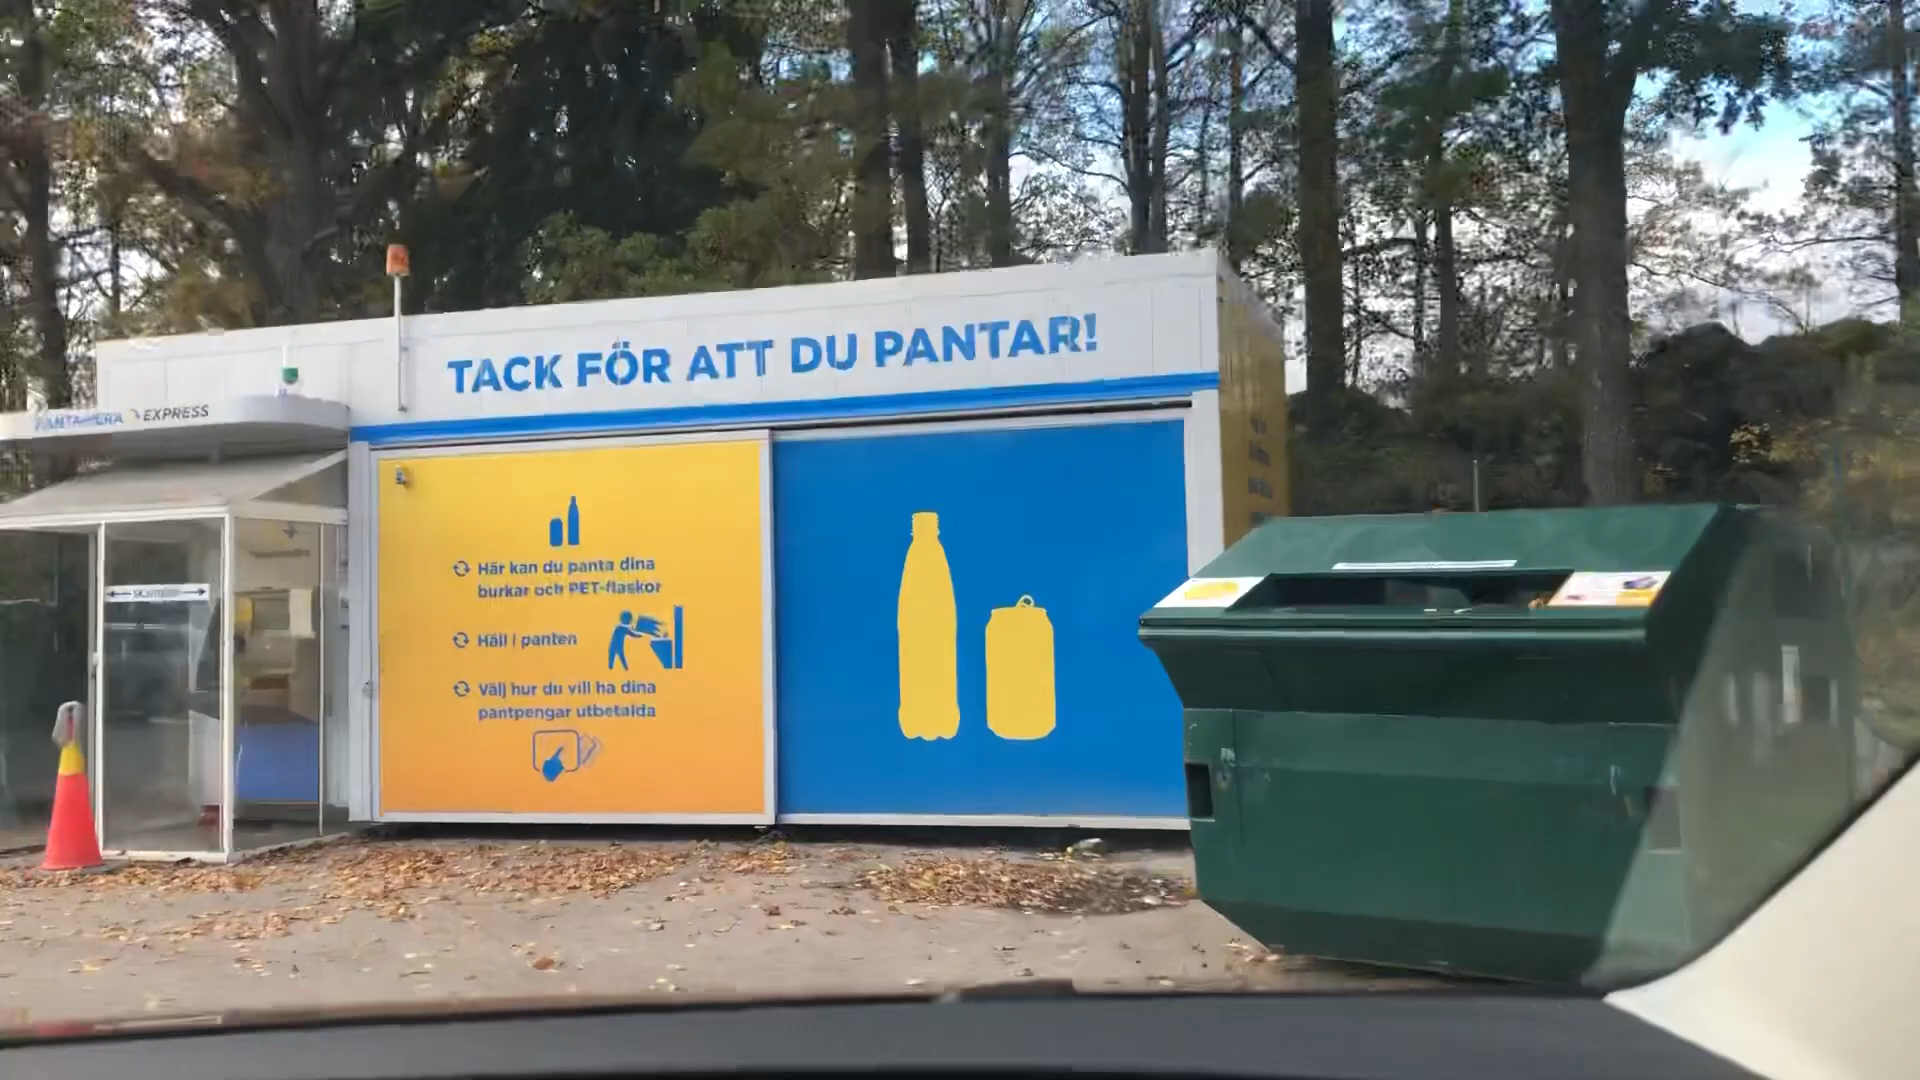 TACK FÖR ATT DU PANTAR!
PANTAMERA EXPRESS
Här kan du panta dina
burkar och PET-flaskor
Häll i panten
Välj hur du vill ha dina
pantpengar utbetalda